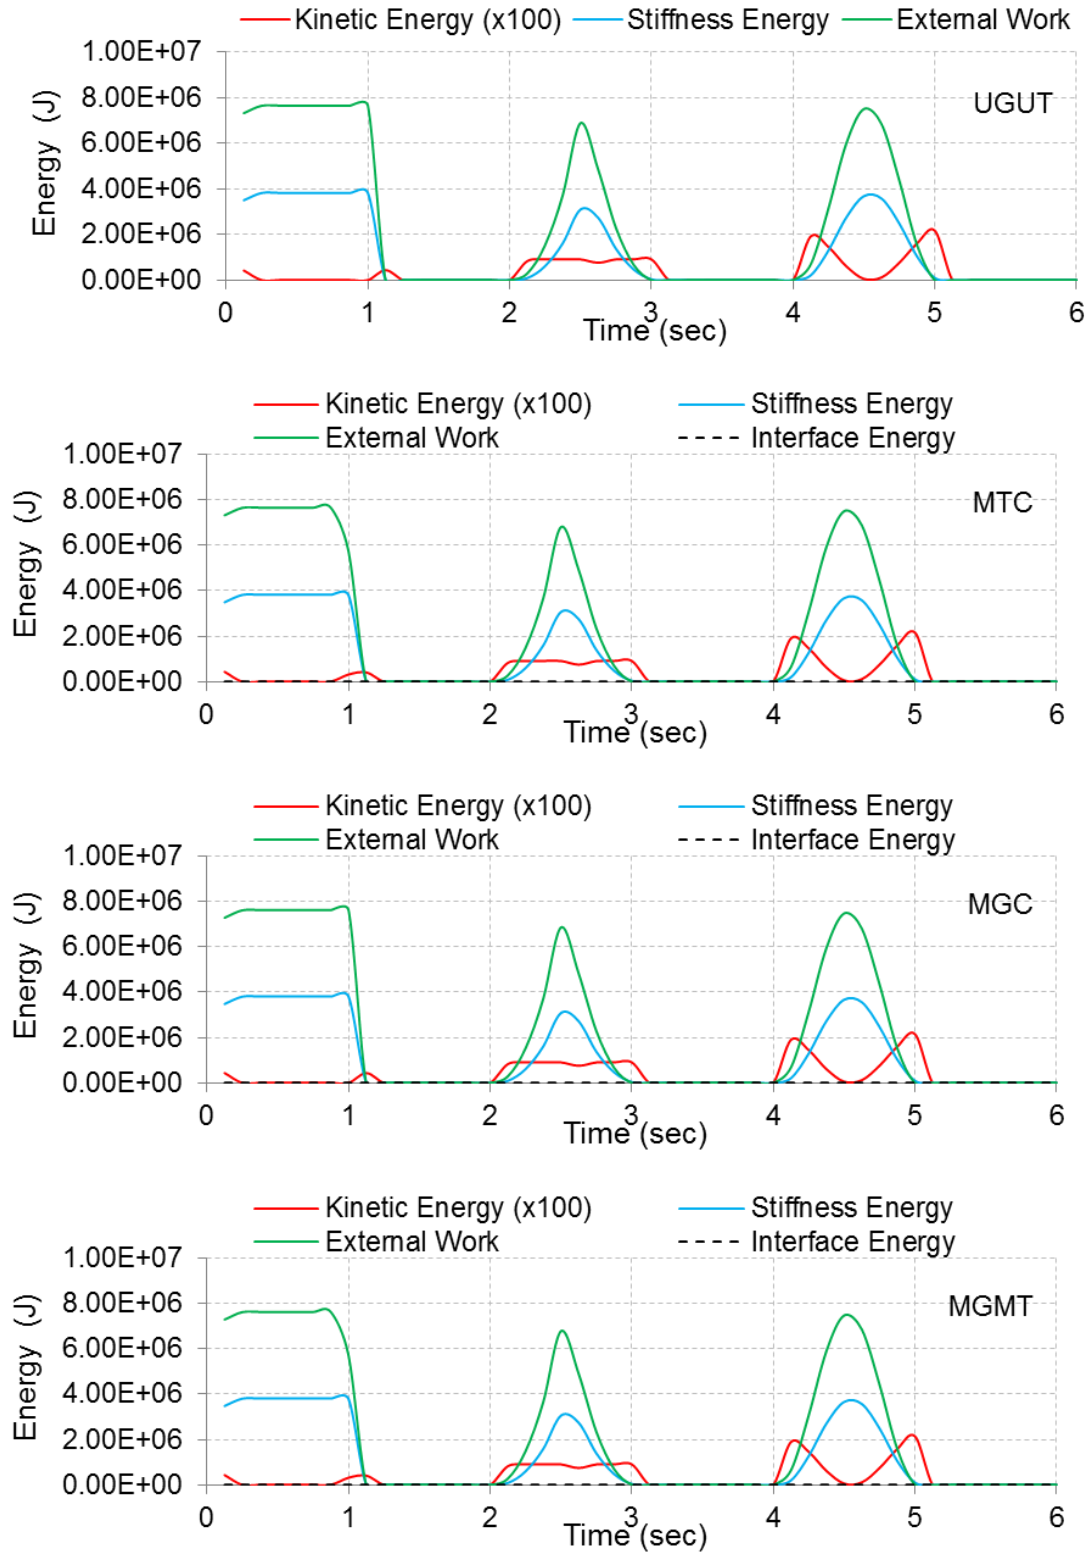 Kinetic Energy (x100) Stiffness Energy External Work
1.00E+07
8.00E+06
6.00E+06
4.00E+06
2.00E+06
0.00E+00
Energy (J)
UGUT
0 1 2 3 4 5 6
Time (sec)
Kinetic Energy (x100) Stiffness Energy
External Work Interface Energy
1.00E+07
8.00E+06
6.00E+06
4.00E+06
2.00E+06
0.00E+00
Energy (J)
MTC
0 1 2 3 4 5 6
Time (sec)
Kinetic Energy (x100) Stiffness Energy
External Work Interface Energy
1.00E+07
8.00E+06
6.00E+06
4.00E+06
2.00E+06
0.00E+00
Energy (J)
MGC
0 1 2 3 4 5 6
Time (sec)
Kinetic Energy (x100) Stiffness Energy
External Work Interface Energy
1.00E+07
8.00E+06
6.00E+06
4.00E+06
2.00E+06
0.00E+00
Energy (J)
MGMT
0 1 2 3 4 5 6
Time (sec)